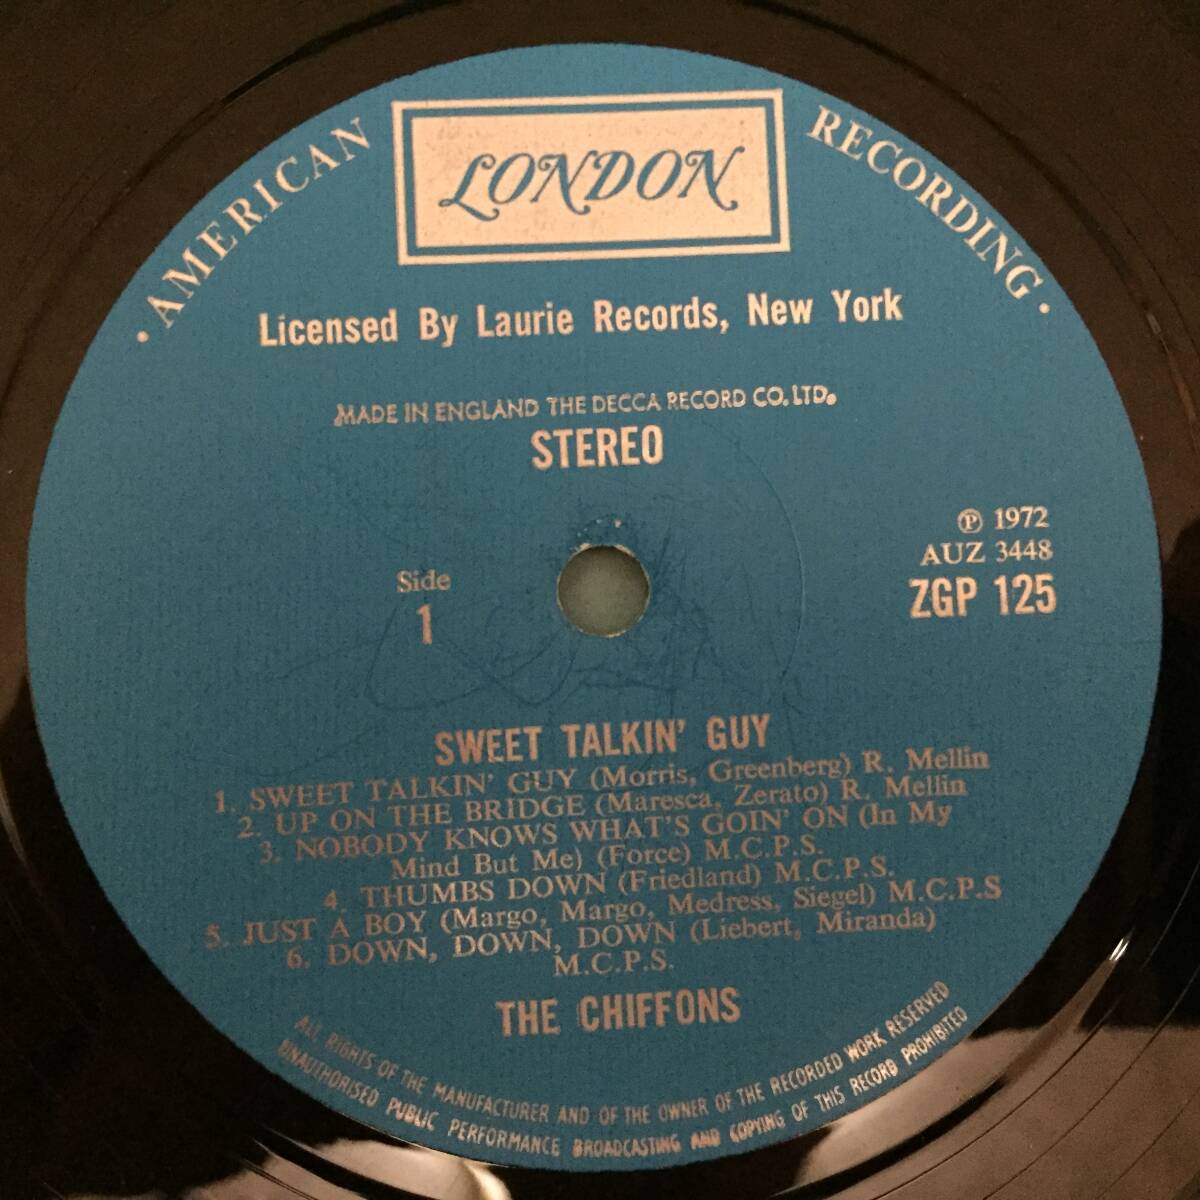 • AMERICAN RECORDING •
LONDON
Licensed By Laurie Records, New York
MADE IN ENGLAND THE DECCA RECORD CO. LTD.
STEREO
℗ 1972
AUZ 3448
ZGP 125
Side
1
SWEET TALKIN' GUY
1. SWEET TALKIN' GUY (Morris, Greenberg) R. Mellin
2. UP ON THE BRIDGE (Maresca, Zerato) R. Mellin
3. NOBODY KNOWS WHAT'S GOIN' ON (In My
Mind But Me) (Force) M.C.P.S.
4. THUMBS DOWN (Friedland) M.C.P.S.
5. JUST A BOY (Margo, Margo, Medress, Siegel) M.C.P.S
6. DOWN, DOWN, DOWN (Liebert, Miranda)
M.C.P.S.
THE CHIFFONS
ALL RIGHTS OF THE MANUFACTURER AND OF THE OWNER OF THE RECORDED WORK RESERVED
UNAUTHORISED PUBLIC PERFORMANCE BROADCASTING AND COPYING OF THIS RECORD PROHIBITED